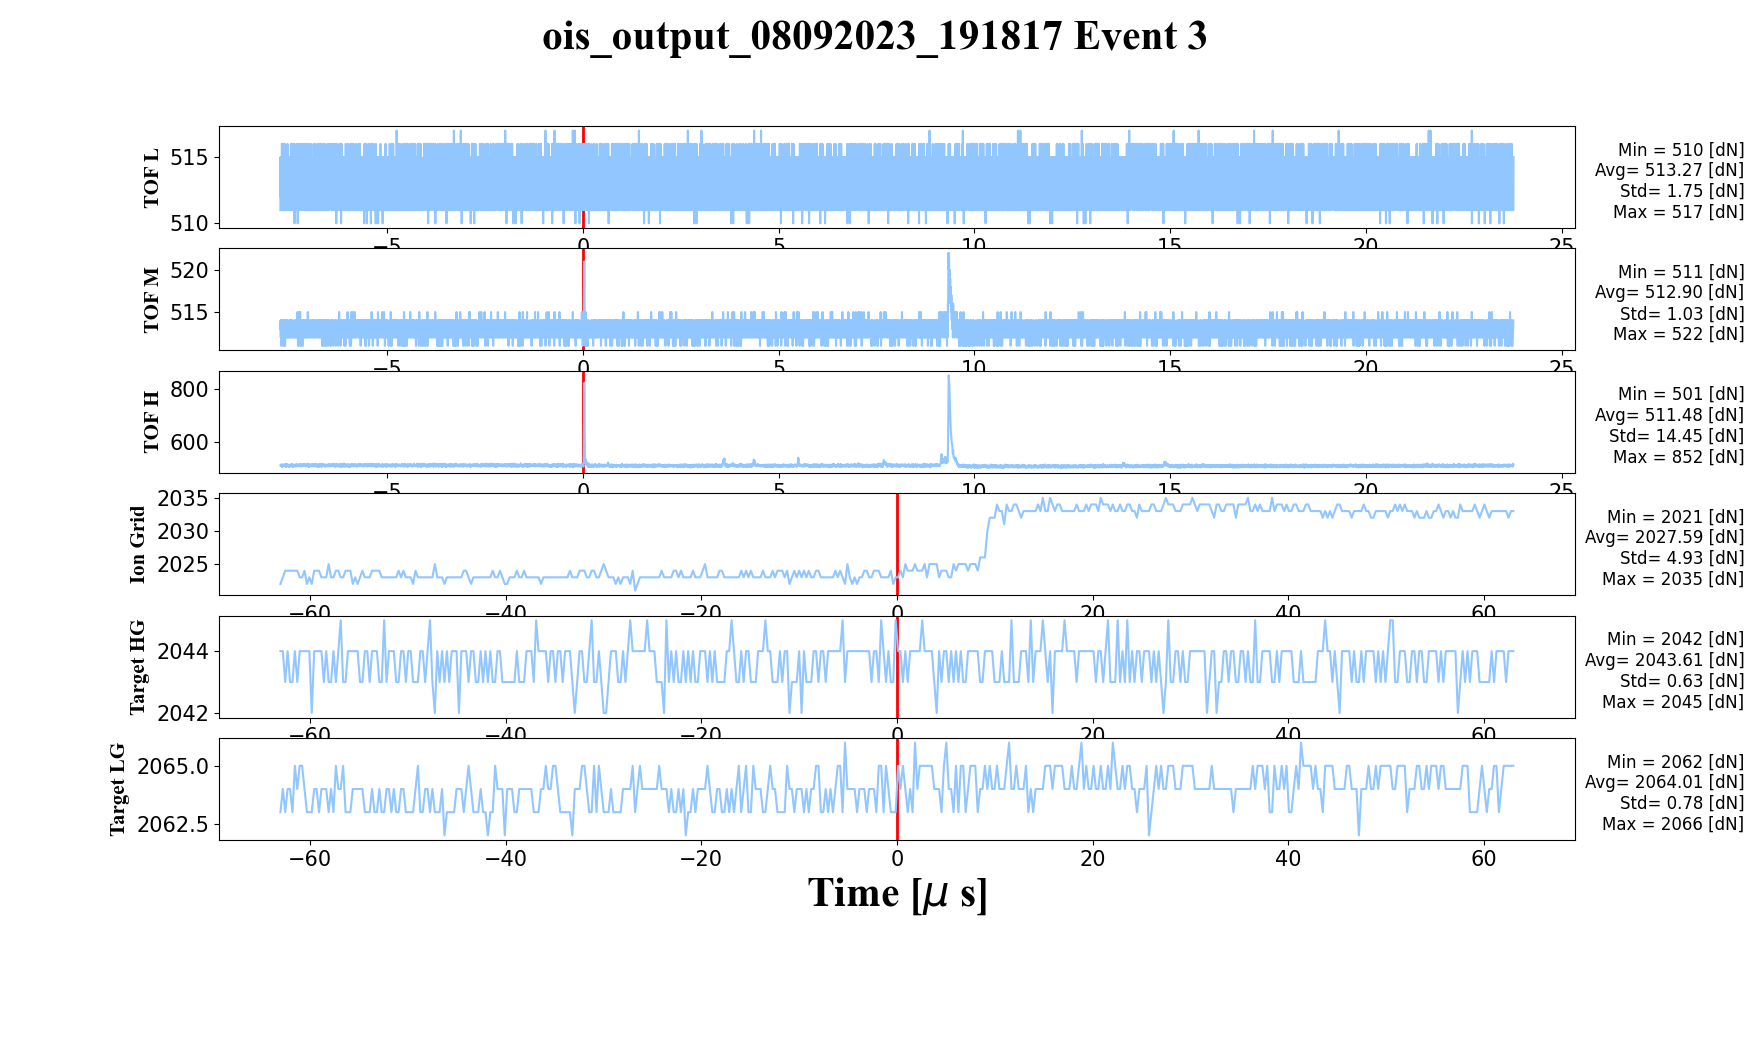 ois_output_08092023_191817 Event 3
TOF L
515
510
−5
0
5
10
15
20
25
Min = 510 [dN]
Avg= 513.27 [dN]
Std= 1.75 [dN]
Max = 517 [dN]
TOF M
520
515
−5
0
5
10
15
20
25
Min = 511 [dN]
Avg= 512.90 [dN]
Std= 1.03 [dN]
Max = 522 [dN]
TOF H
800
600
−5
0
5
10
15
20
25
Min = 501 [dN]
Avg= 511.48 [dN]
Std= 14.45 [dN]
Max = 852 [dN]
Ion Grid
2035
2030
2025
−60
−40
−20
0
20
40
60
Min = 2021 [dN]
Avg= 2027.59 [dN]
Std= 4.93 [dN]
Max = 2035 [dN]
Target HG
2044
2042
−60
−40
−20
0
20
40
60
Min = 2042 [dN]
Avg= 2043.61 [dN]
Std= 0.63 [dN]
Max = 2045 [dN]
Target LG
2065.0
2062.5
−60
−40
−20
0
20
40
60
Min = 2062 [dN]
Avg= 2064.01 [dN]
Std= 0.78 [dN]
Max = 2066 [dN]
Time [μ s]